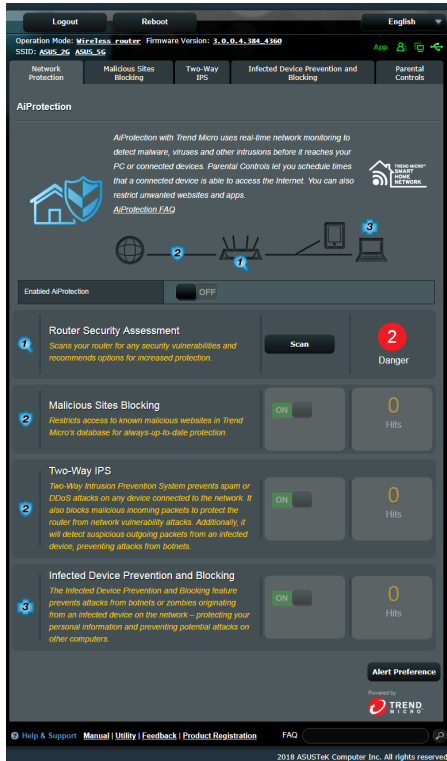 Logout
Reboot
English
Operation Mode: Wireless router Firmware Version: 3.0.0.4.384_4360
SSID: ASUS_2G ASUS_5G
App
Network Protection
Malicious Sites Blocking
Two-Way IPS
Infected Device Prevention and Blocking
Parental Controls
AiProtection
AiProtection with Trend Micro uses real-time network monitoring to
detect malware, viruses and other intrusions before it reaches your
PC or connected devices. Parental Controls let you schedule times
that a connected device is able to access the Internet. You can also
restrict unwanted websites and apps.
AiProtection FAQ
TREND MICRO
SMART
HOME
NETWORK
3
2
1
Enabled AiProtection
OFF
1
Router Security Assessment
Scans your router for any security vulnerabilities and
recommends options for increased protection.
Scan
2
Danger
2
Malicious Sites Blocking
Restricts access to known malicious websites in Trend
Micro's database for always-up-to-date protection.
ON
0
Hits
2
Two-Way IPS
Two-Way Intrusion Prevention System prevents spam or
DDoS attacks on any device connected to the network. It
also blocks malicious incoming packets to protect the
router from network vulnerability attacks. Additionally, it
will detect suspicious outgoing packets from an infected
device, preventing attacks from botnets.
ON
0
Hits
3
Infected Device Prevention and Blocking
The Infected Device Prevention and Blocking feature
prevents attacks from botnets or zombies originating
from an infected device on the network – protecting your
personal information and preventing potential attacks on
other computers.
ON
0
Hits
Alert Preference
Powered by
TREND
MICRO
Help & Support
Manual | Utility | Feedback | Product Registration
FAQ
2018 ASUSTeK Computer Inc. All rights reserved